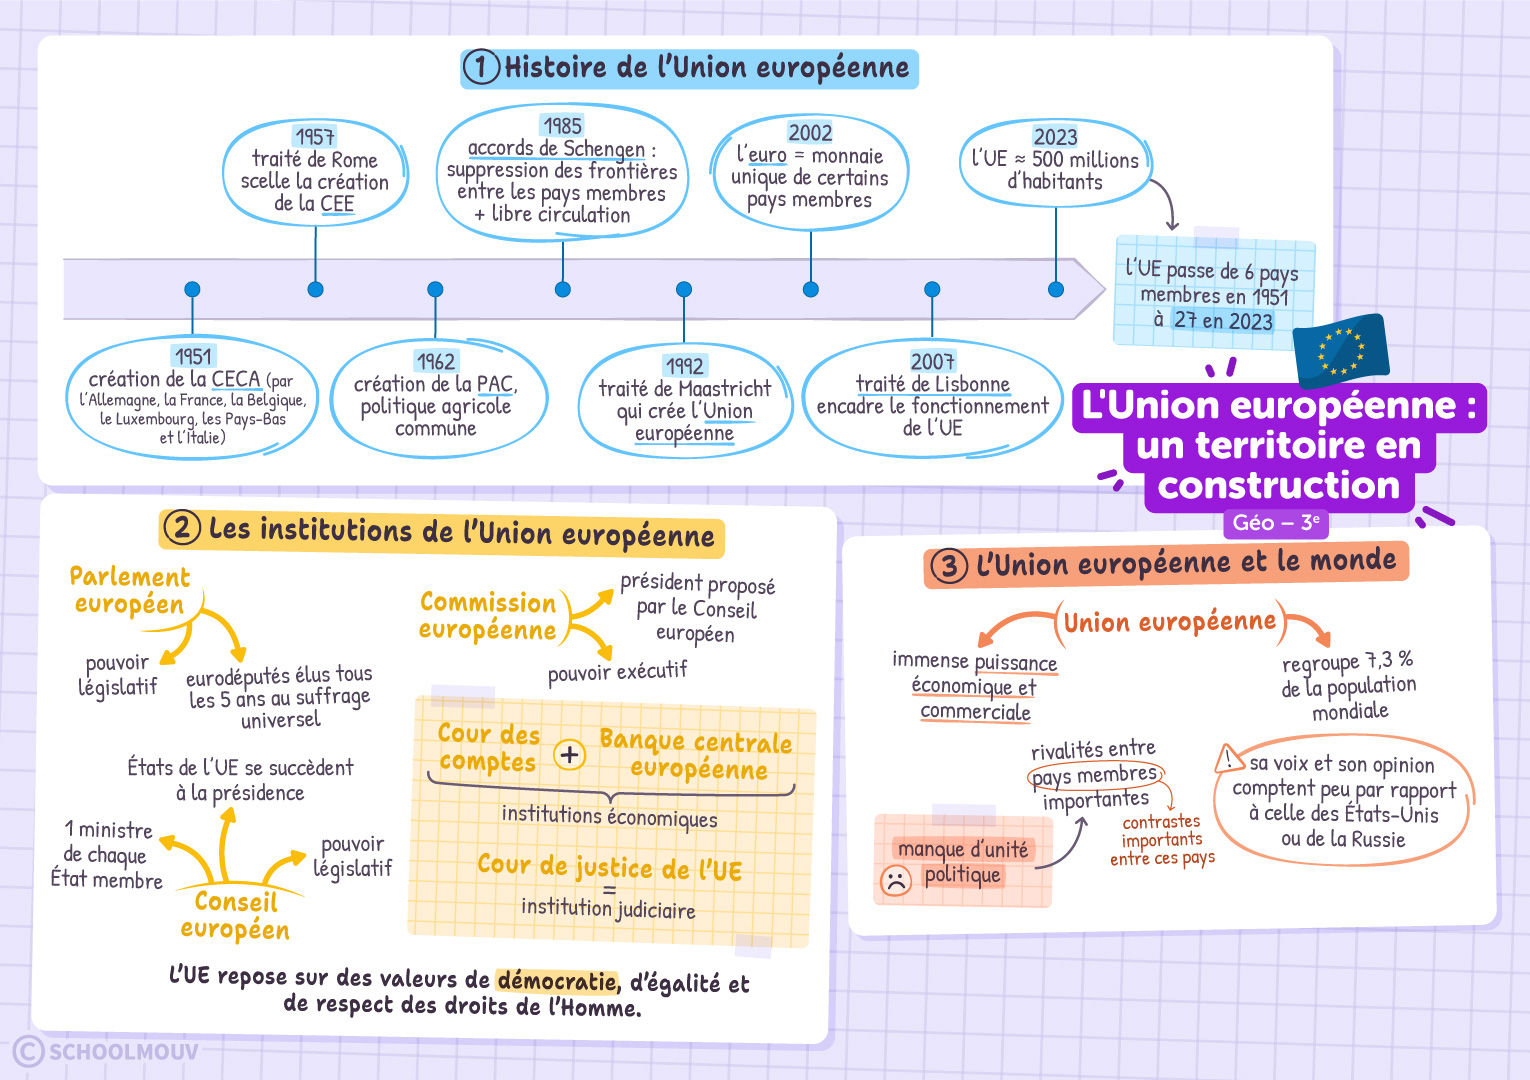 ① Histoire de l'Union européenne
1957
traité de Rome
scelle la création
de la CEE
1985
accords de Schengen :
suppression des frontières
entre les pays membres
+ libre circulation
2002
l'euro = monnaie
unique de certains
pays membres
2023
l'UE ≈ 500 millions
d'habitants
l'UE passe de 6 pays
membres en 1951
à 27 en 2023
1951
création de la CECA (par
l'Allemagne, la France, la Belgique,
le Luxembourg, les Pays-Bas
et l'Italie)
1962
création de la PAC,
politique agricole
commune
1992
traité de Maastricht
qui crée l'Union
européenne
2007
traité de Lisbonne
encadre le fonctionnement
de l'UE
L'Union européenne :
un territoire en
construction
Géo – 3e
② Les institutions de l'Union européenne
Parlement
européen
pouvoir
législatif
eurodéputés élus tous
les 5 ans au suffrage
universel
Commission
européenne
président proposé
par le Conseil
européen
pouvoir exécutif
États de l'UE se succèdent
à la présidence
1 ministre
de chaque
État membre
pouvoir
législatif
Conseil
européen
Cour des
comptes
+
Banque centrale
européenne
institutions économiques
Cour de justice de l'UE
=
institution judiciaire
L'UE repose sur des valeurs de démocratie, d'égalité et
de respect des droits de l'Homme.
③ L'Union européenne et le monde
Union européenne
immense puissance
économique et
commerciale
regroupe 7,3 %
de la population
mondiale
rivalités entre
pays membres
importantes
contrastes
importants
entre ces pays
manque d'unité
politique
!
sa voix et son opinion
comptent peu par rapport
à celle des États-Unis
ou de la Russie
© SCHOOLMOUV